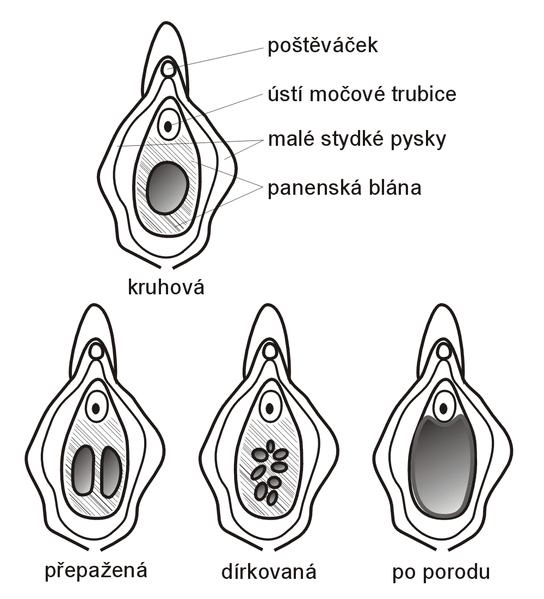 poštěváček
ústí močové trubice
malé stydké pysky
panenská blána
kruhová
přepažená
dírkovaná
po porodu